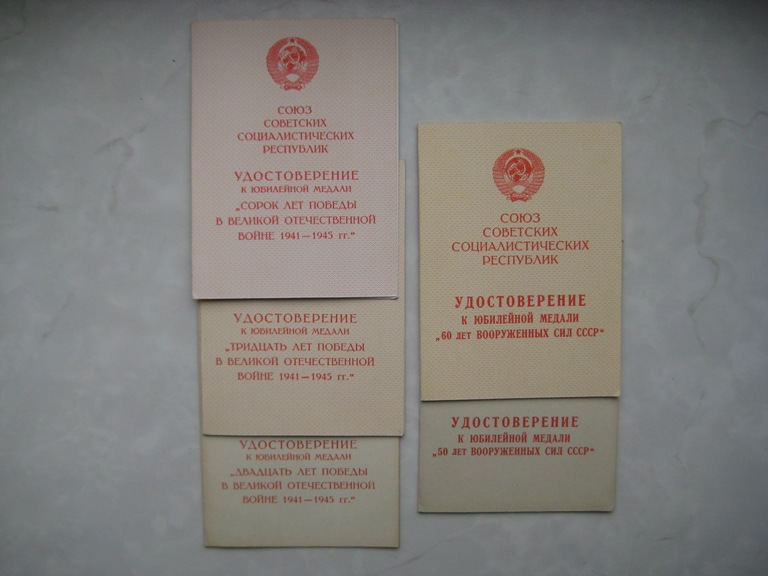 СОЮЗ
СОВЕТСКИХ
СОЦИАЛИСТИЧЕСКИХ
РЕСПУБЛИК
УДОСТОВЕРЕНИЕ
К ЮБИЛЕЙНОЙ МЕДАЛИ
„СОРОК ЛЕТ ПОБЕДЫ
В ВЕЛИКОЙ ОТЕЧЕСТВЕННОЙ
ВОЙНЕ 1941—1945 гг."
УДОСТОВЕРЕНИЕ
К ЮБИЛЕЙНОЙ МЕДАЛИ
„ТРИДЦАТЬ ЛЕТ ПОБЕДЫ
В ВЕЛИКОЙ ОТЕЧЕСТВЕННОЙ
ВОЙНЕ 1941—1945 гг."
УДОСТОВЕРЕНИЕ
К ЮБИЛЕЙНОЙ МЕДАЛИ
„ДВАДЦАТЬ ЛЕТ ПОБЕДЫ
В ВЕЛИКОЙ ОТЕЧЕСТВЕННОЙ
ВОЙНЕ 1941—1945 гг."
СОЮЗ
СОВЕТСКИХ
СОЦИАЛИСТИЧЕСКИХ
РЕСПУБЛИК
УДОСТОВЕРЕНИЕ
К ЮБИЛЕЙНОЙ МЕДАЛИ
„60 ЛЕТ ВООРУЖЕННЫХ СИЛ СССР"
УДОСТОВЕРЕНИЕ
К ЮБИЛЕЙНОЙ МЕДАЛИ
„50 ЛЕТ ВООРУЖЕННЫХ СИЛ СССР"